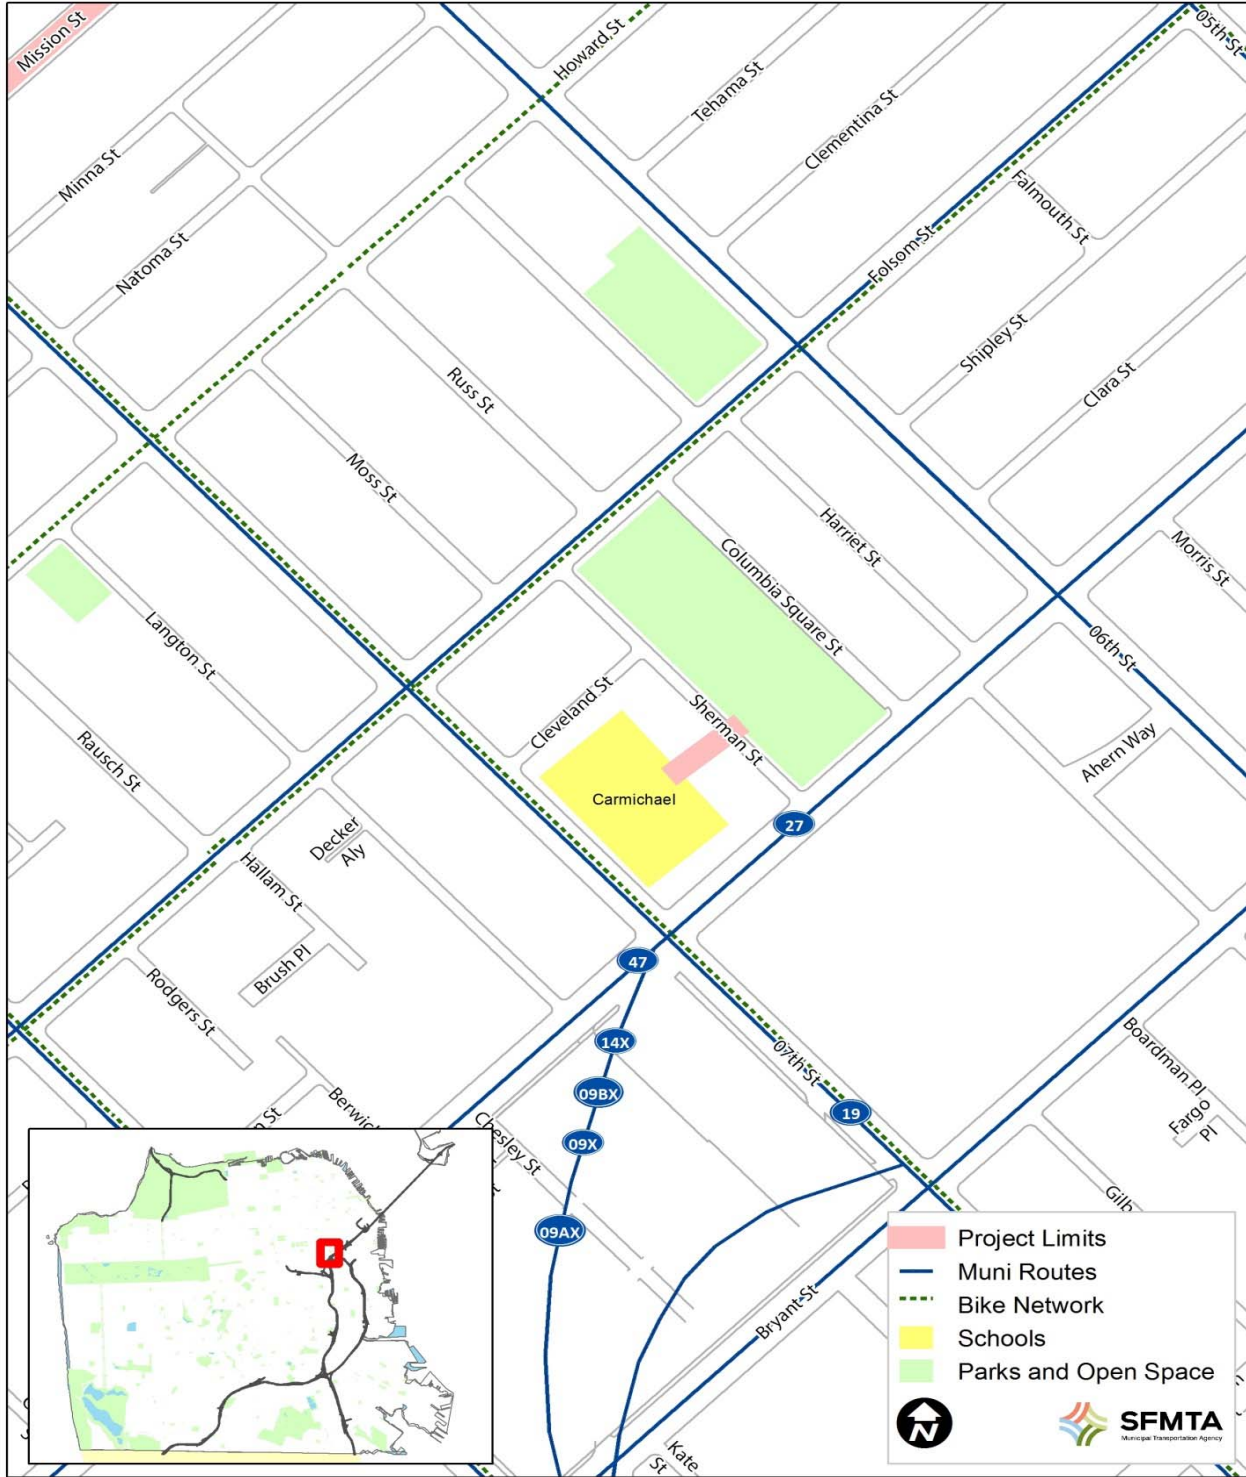 Mission St
Howard St
05th St
Tehama St
Clementina St
Minna St
Falmouth St
Natoma St
Folsom St
Shipley St
Clara St
Russ St
Moss St
Harriet St
Columbia Square St
Morris St
Langton St
06th St
Cleveland St
Sherman St
Rausch St
Ahern Way
Carmichael
27
Decker
Aly
Hallam St
47
Brush Pl
Rodgers St
14X
07th St
Boardman Pl
09BX
19
Fargo
Pl
Berwic
Chesley St
09X
n St
Gilb
09AX
Bryant St
Kate
St
Project Limits
Muni Routes
Bike Network
Schools
Parks and Open Space
N
SFMTA
Municipal Transportation Agency